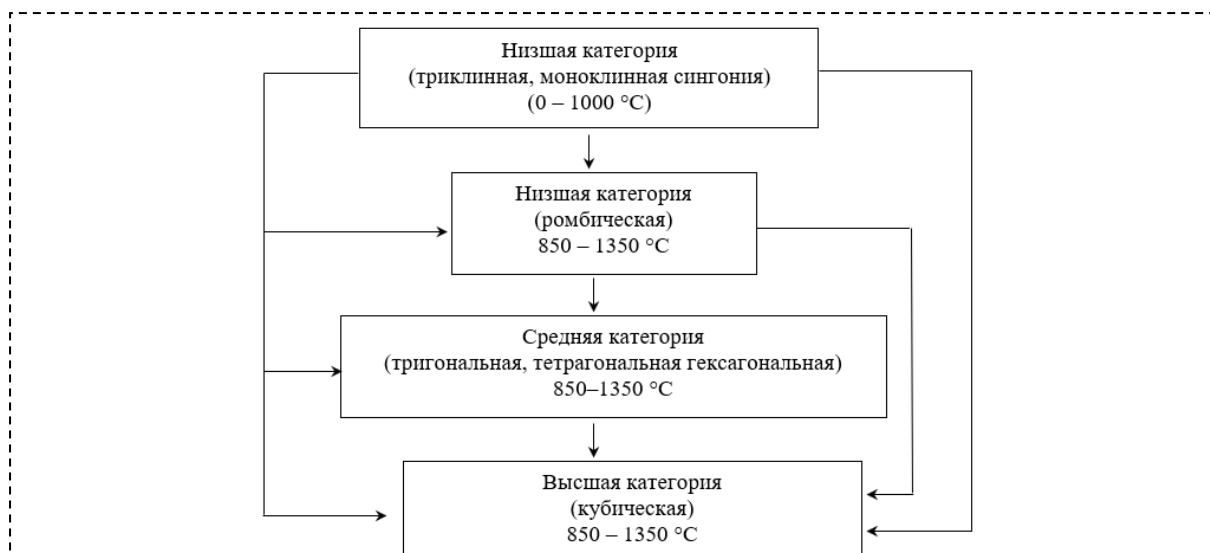 Низшая категория
(триклинная, моноклинная сингония)
(0 – 1000 °С)
Низшая категория
(ромбическая)
850 – 1350 °С
Средняя категория
(тригональная, тетрагональная гексагональная)
850–1350 °С
Высшая категория
(кубическая)
850 – 1350 °С